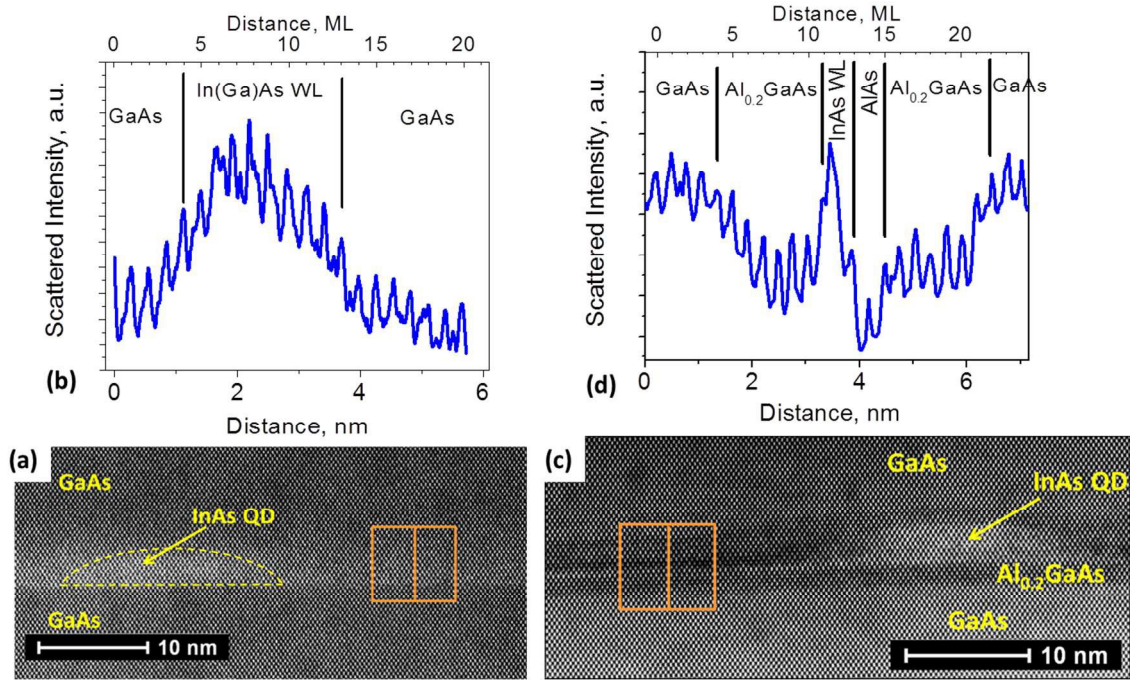 Distance, ML
0 5 10 15 20
In(Ga)As WL
GaAs
GaAs
Scattered Intensity, a.u.
(b)
0 2 4 6
Distance, nm
Distance, ML
0 5 10 15 20
GaAs
Al0.2GaAs
InAs WL
AlAs
Al0.2GaAs
GaAs
Scattered Intensity, a.u.
(d)
0 2 4 6
Distance, nm
(a)
GaAs
InAs QD
GaAs
10 nm
(c)
GaAs
InAs QD
Al0.2GaAs
GaAs
10 nm